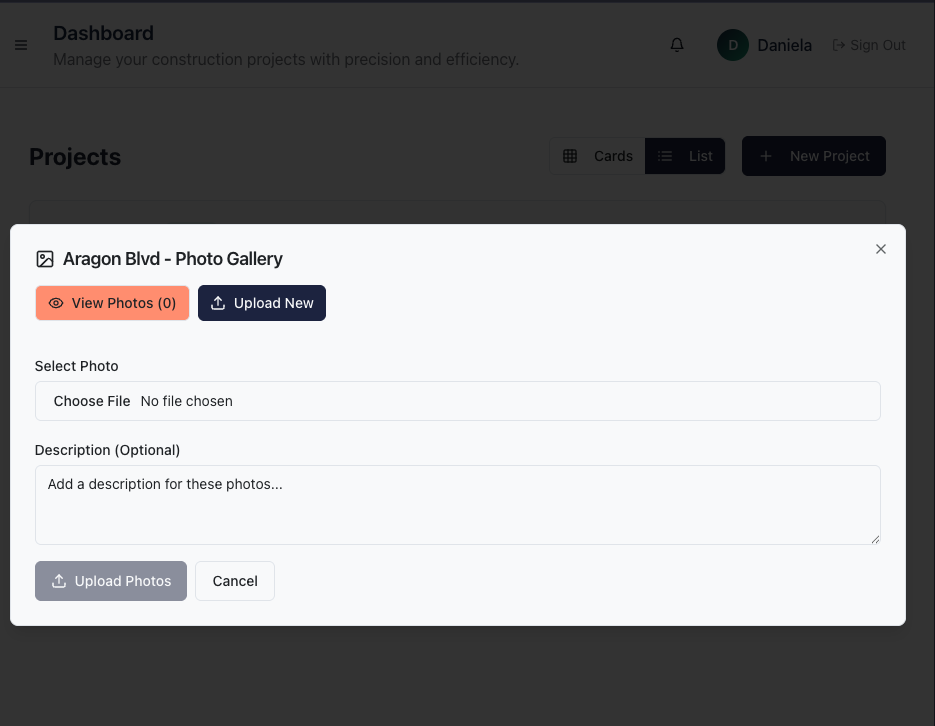 Dashboard
Manage your construction projects with precision and efficiency.
D
Daniela
Sign Out
Projects
Cards
List
New Project
Aragon Blvd - Photo Gallery
View Photos (0)
Upload New
Select Photo
Choose File No file chosen
Description (Optional)
Add a description for these photos...
Upload Photos
Cancel